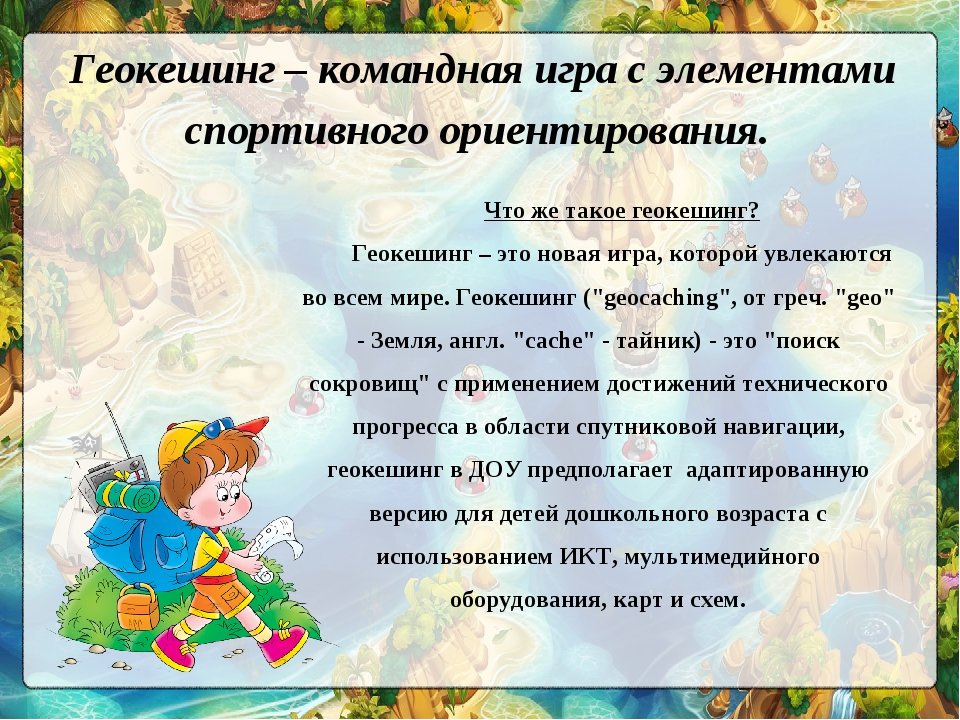 Геокешинг – командная игра с элементами
спортивного ориентирования.
Что же такое геокешинг?
Геокешинг – это новая игра, которой увлекаются
во всем мире. Геокешинг ("geocaching", от греч. "geo"
- Земля, англ. "cache" - тайник) - это "поиск
сокровищ" с применением достижений технического
прогресса в области спутниковой навигации,
геокешинг в ДОУ предполагает адаптированную
версию для детей дошкольного возраста с
использованием ИКТ, мультимедийного
оборудования, карт и схем.